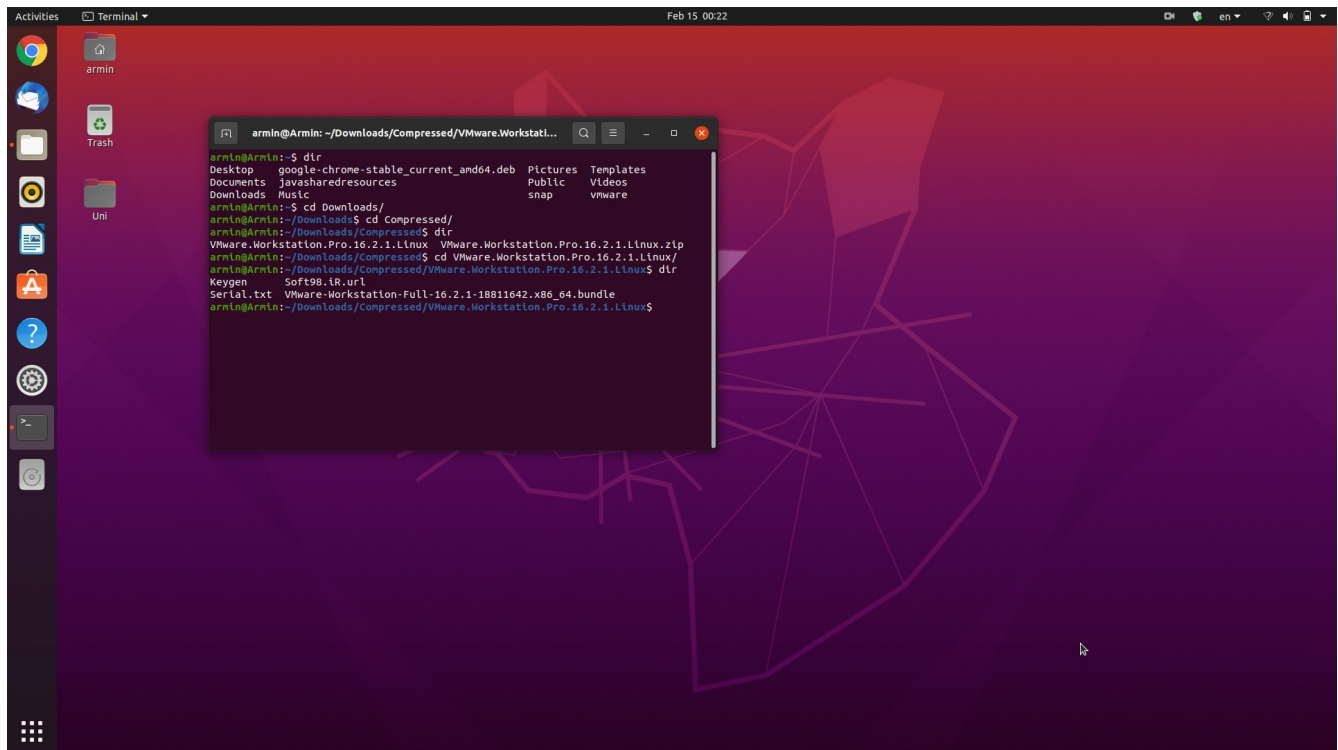 Activities Terminal Feb 15 00:22 en
armin
Trash
Uni
armin@Armin: ~/Downloads/Compressed/VMware.Workstati...
armin@Armin:~$ dir
Desktop google-chrome-stable_current_amd64.deb Pictures Templates
Documents javasharedresources Public Videos
Downloads Music snap vmware
armin@Armin:~$ cd Downloads/
armin@Armin:~/Downloads$ cd Compressed/
armin@Armin:~/Downloads/Compressed$ dir
VMware.Workstation.Pro.16.2.1.Linux VMware.Workstation.Pro.16.2.1.Linux.zip
armin@Armin:~/Downloads/Compressed$ cd VMware.Workstation.Pro.16.2.1.Linux/
armin@Armin:~/Downloads/Compressed/VMware.Workstation.Pro.16.2.1.Linux$ dir
Keygen Soft98.iR.url
Serial.txt VMware-Workstation-Full-16.2.1-18811642.x86_64.bundle
armin@Armin:~/Downloads/Compressed/VMware.Workstation.Pro.16.2.1.Linux$